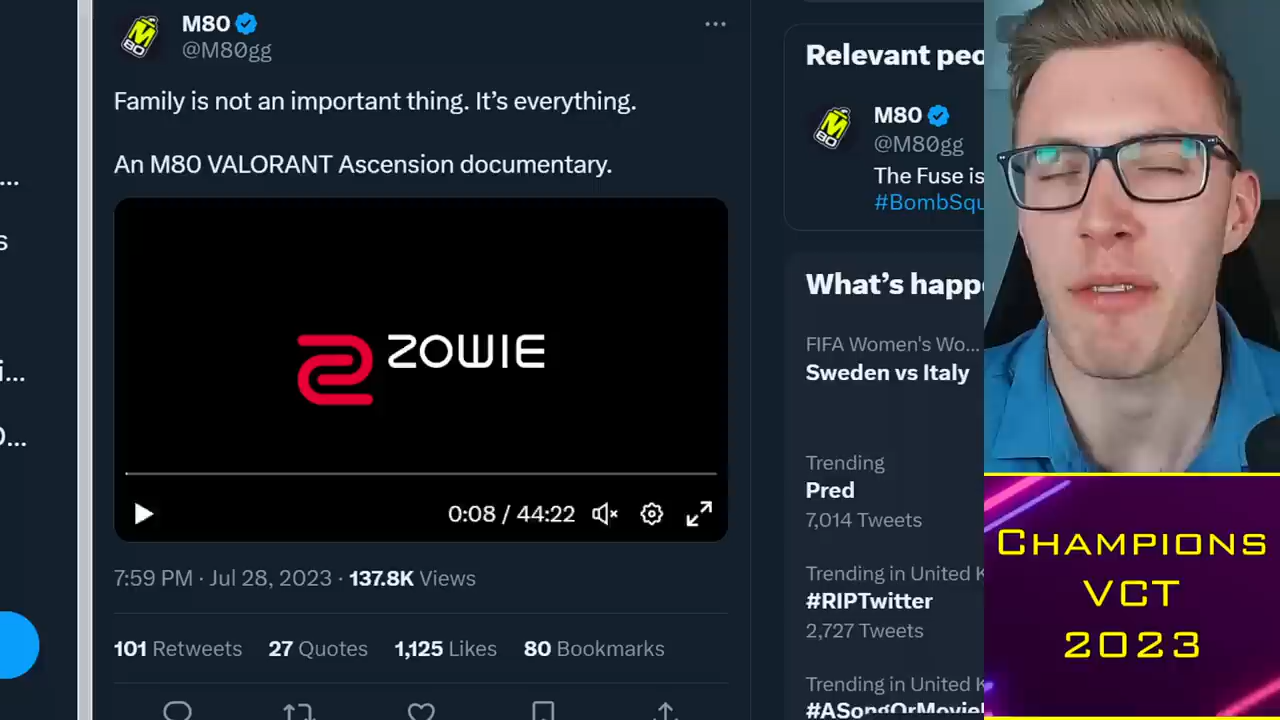 M80
@M80gg
Family is not an important thing. It’s everything.
An M80 VALORANT Ascension documentary.
ZOWIE
0:08 / 44:22
7:59 PM · Jul 28, 2023 · 137.8K Views
101 Retweets 27 Quotes 1,125 Likes 80 Bookmarks
Relevant peo
M80
@M80gg
The Fuse is
#BombSqu
What’s happ
FIFA Women's Wo...
Sweden vs Italy
Trending
Pred
7,014 Tweets
Trending in United K
#RIPTwitter
2,727 Tweets
Trending in United K
#ASongOrMovie
CHAMPIONS
VCT
2023